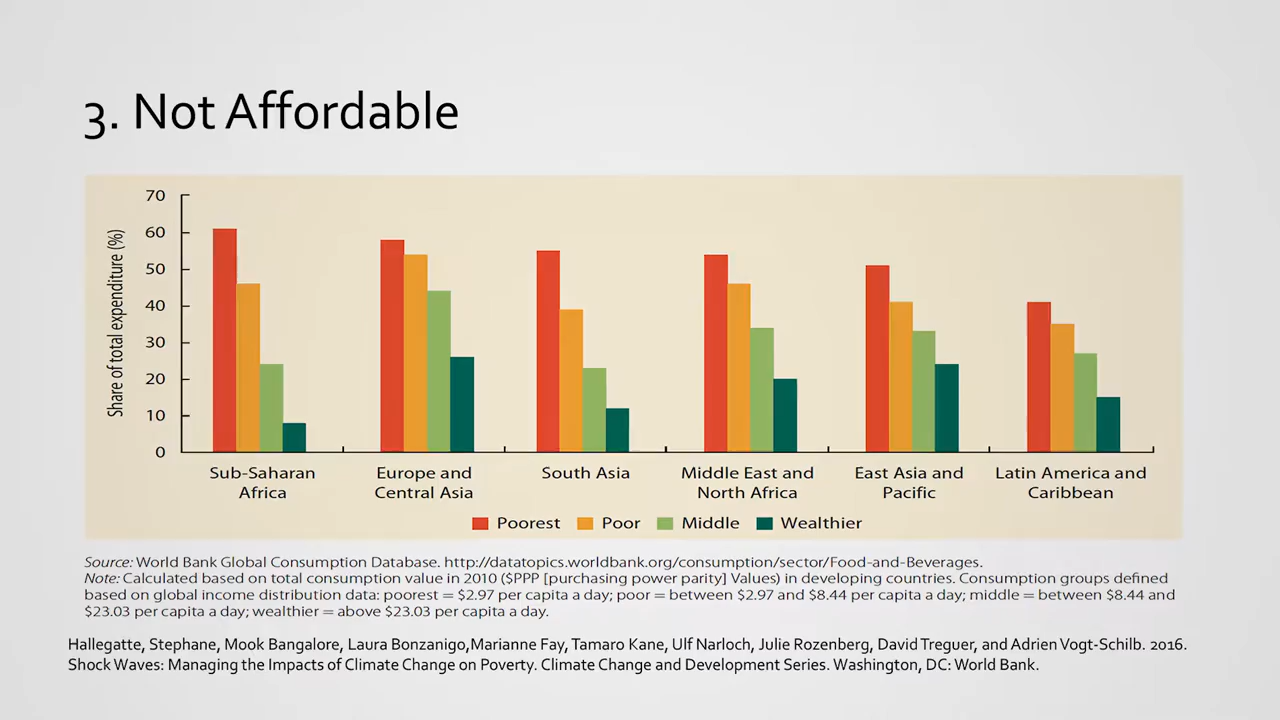 3. Not Affordable
70
60
50
40
30
20
10
0
Share of total expenditure (%)
Sub-Saharan
Africa
Europe and
Central Asia
South Asia
Middle East and
North Africa
East Asia and
Pacific
Latin America and
Caribbean
Poorest Poor Middle Wealthier
Source: World Bank Global Consumption Database. http://datatopics.worldbank.org/consumption/sector/Food-and-Beverages.
Note: Calculated based on total consumption value in 2010 ($PPP [purchasing power parity] Values) in developing countries. Consumption groups defined
based on global income distribution data: poorest = $2.97 per capita a day; poor = between $2.97 and $8.44 per capita a day; middle = between $8.44 and
$23.03 per capita a day; wealthier = above $23.03 per capita a day.
Hallegatte, Stephane, Mook Bangalore, Laura Bonzanigo,Marianne Fay, Tamaro Kane, Ulf Narloch, Julie Rozenberg, David Treguer, and Adrien Vogt-Schilb. 2016.
Shock Waves: Managing the Impacts of Climate Change on Poverty. Climate Change and Development Series. Washington, DC: World Bank.